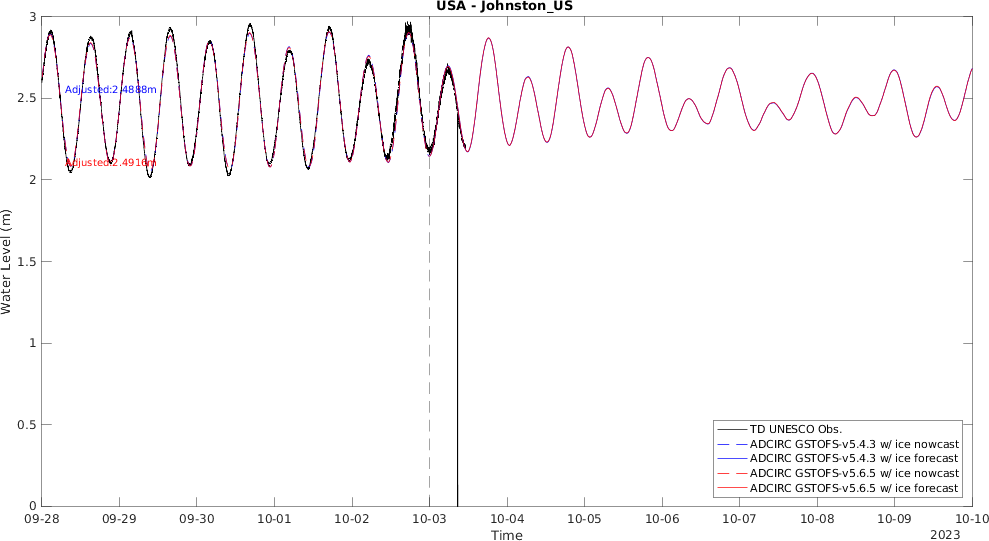 USA - Johnston_US
3
2.5
2
1.5
1
0.5
0
Water Level (m)
Adjusted:2.4888m
Adjusted:2.4916m
TD UNESCO Obs.
ADCIRC GSTOFS-v5.4.3 w/ ice nowcast
ADCIRC GSTOFS-v5.4.3 w/ ice forecast
ADCIRC GSTOFS-v5.6.5 w/ ice nowcast
ADCIRC GSTOFS-v5.6.5 w/ ice forecast
09-28 09-29 09-30 10-01 10-02 10-03 10-04 10-05 10-06 10-07 10-08 10-09 10-10
Time
2023